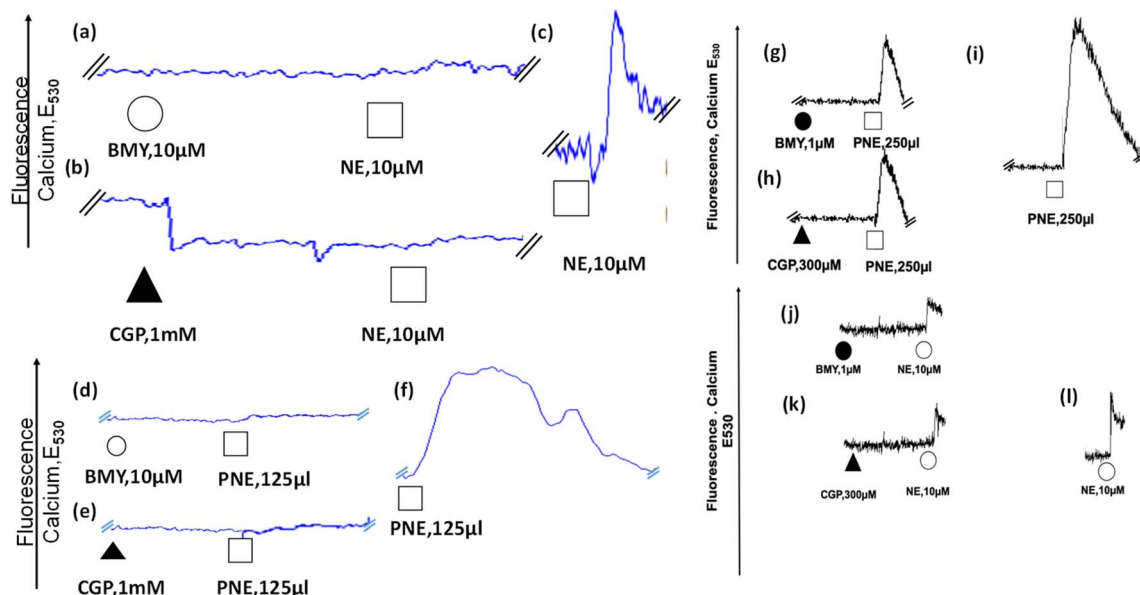 Fluorescence
Calcium,E530
(a)
BMY,10µM
NE,10µM
(b)
CGP,1mM
NE,10µM
(c)
NE,10µM
Fluorescence
Calcium,E530
(d)
BMY,10µM
PNE,125µl
(e)
CGP,1mM
PNE,125µl
(f)
PNE,125µl
Fluorescence, Calcium E530
(g)
BMY,1µM
PNE,250µl
(h)
CGP,300µM
PNE,250µl
(i)
PNE,250µl
Fluorescence . Calcium
E530
(j)
BMY,1µM
NE,10µM
(k)
CGP,300µM
NE,10µM
(l)
NE,10µM